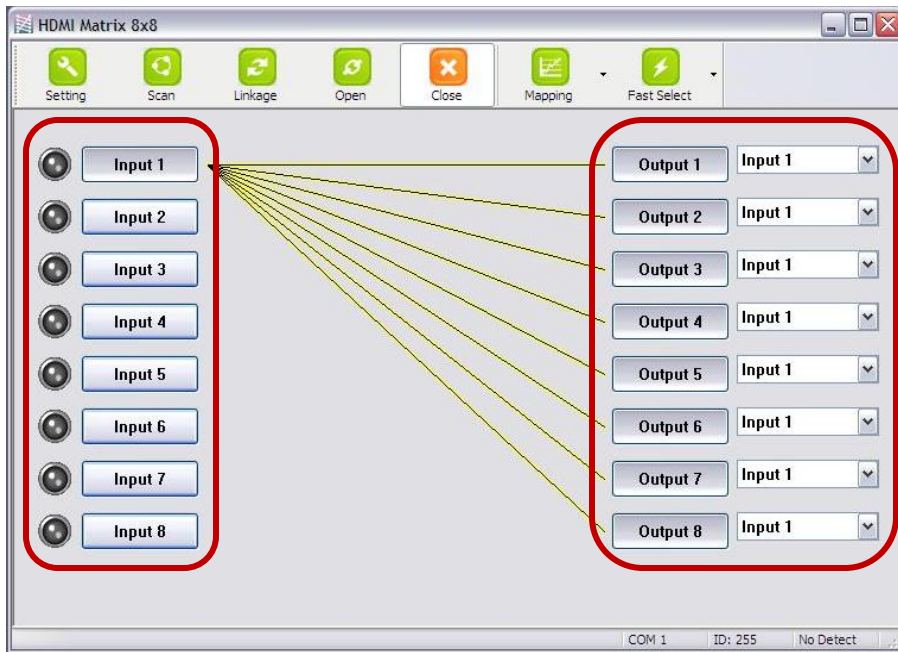 HDMI Matrix 8x8
Setting Scan Linkage Open Close Mapping Fast Select
Input 1 Output 1 Input 1
Input 2 Output 2 Input 1
Input 3 Output 3 Input 1
Input 4 Output 4 Input 1
Input 5 Output 5 Input 1
Input 6 Output 6 Input 1
Input 7 Output 7 Input 1
Input 8 Output 8 Input 1
COM 1 ID: 255 No Detect